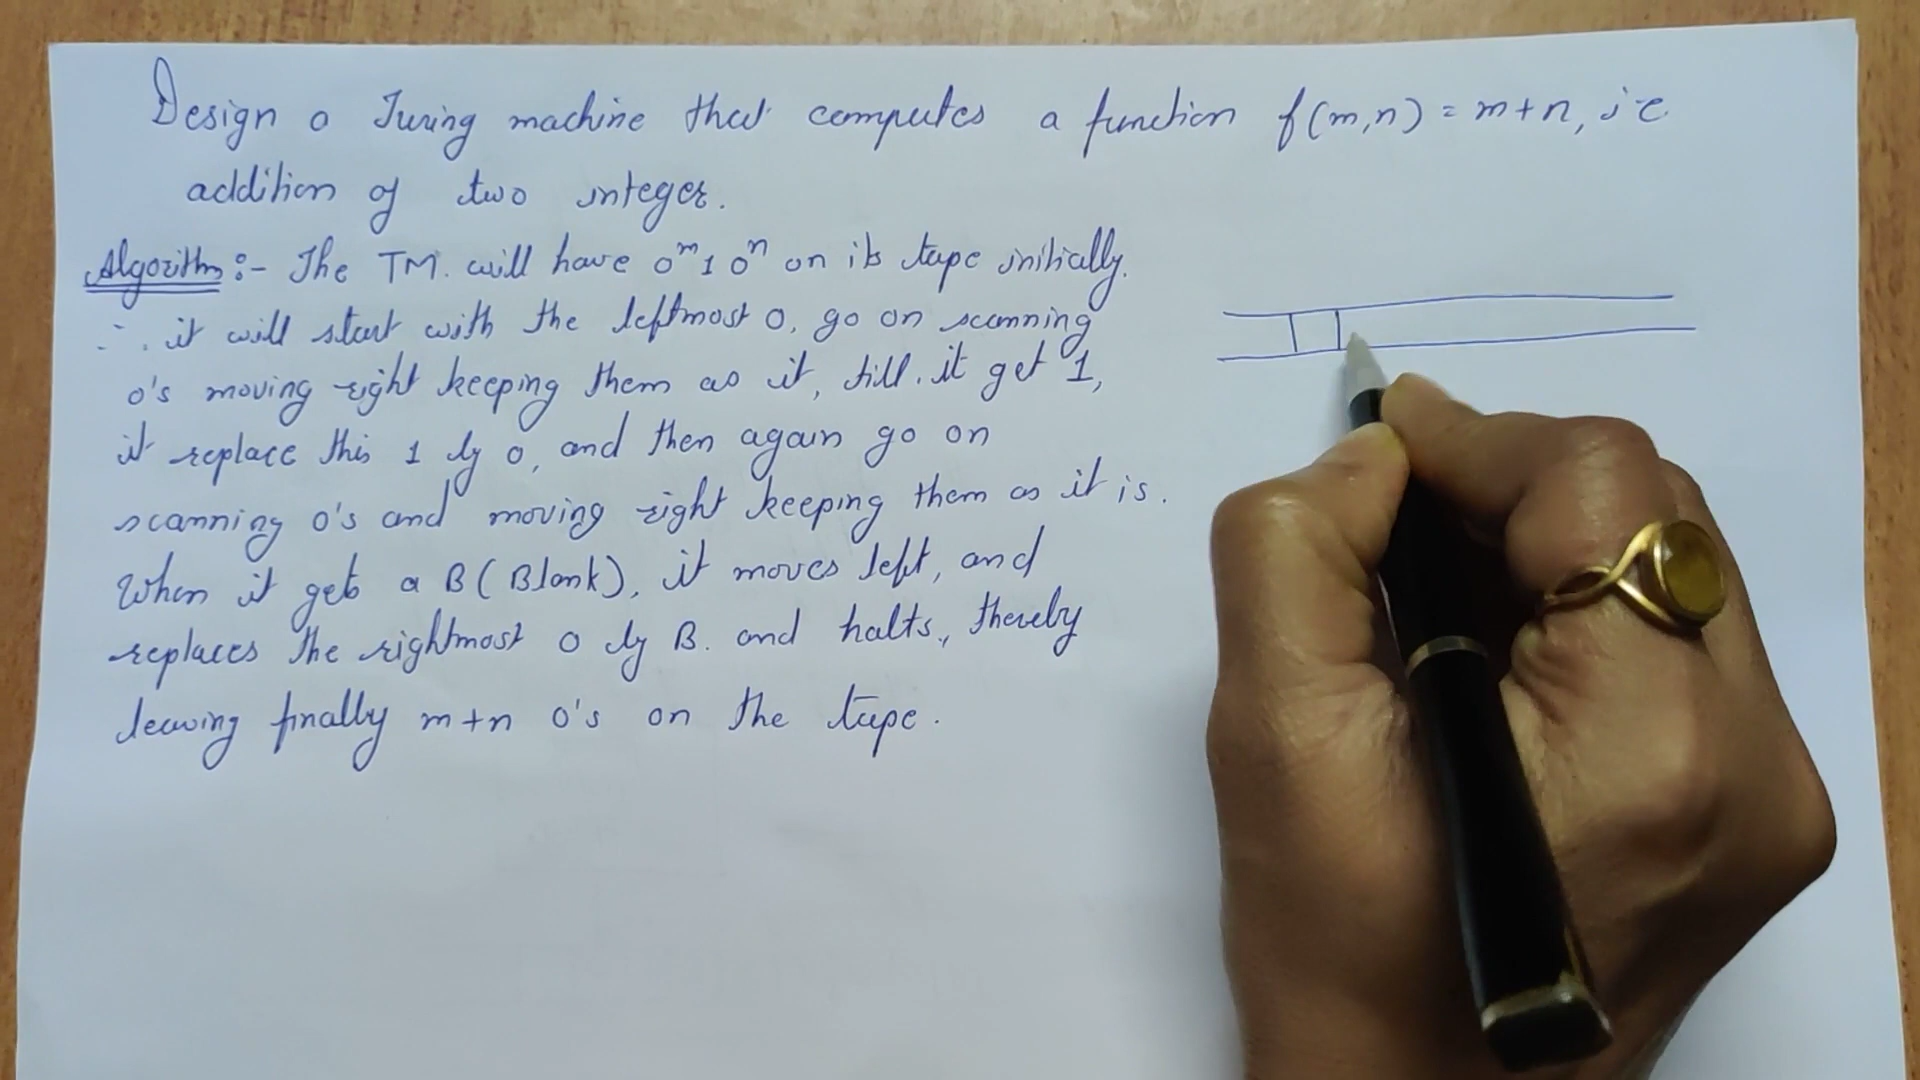 Design a Turing machine that computes a function f(m,n) = m+n, i.e
addition of two integer.
Algorithm :- The TM. will have 0ᵐ1 0ⁿ on its tape initially.
∴ it will start with the leftmost 0, go on scanning
0's moving right keeping them as it, till it get 1,
it replace this 1 by 0, and then again go on
scanning 0's and moving right keeping them as it is.
When it gets a B (Blank), it moves left, and
replaces the rightmost 0 by B. and halts., thereby
leaving finally m+n 0's on the tape.